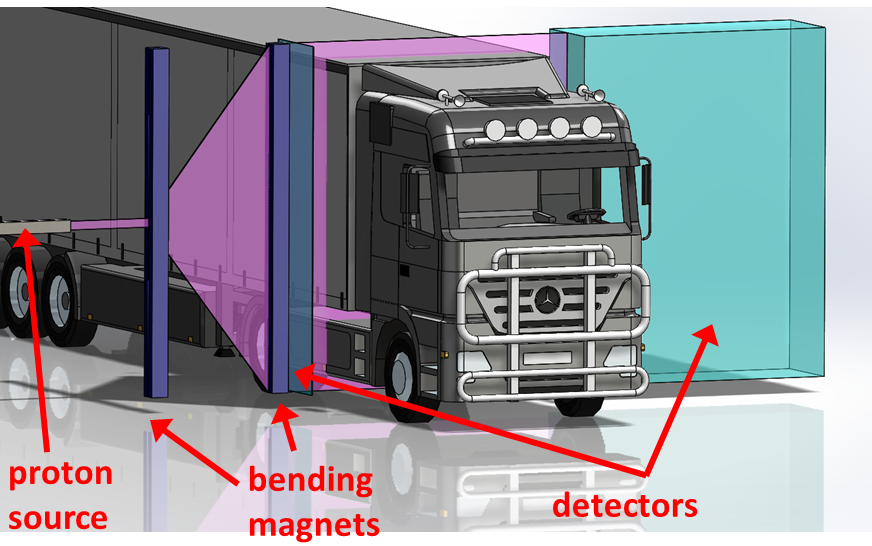 proton
source
bending
magnets
detectors